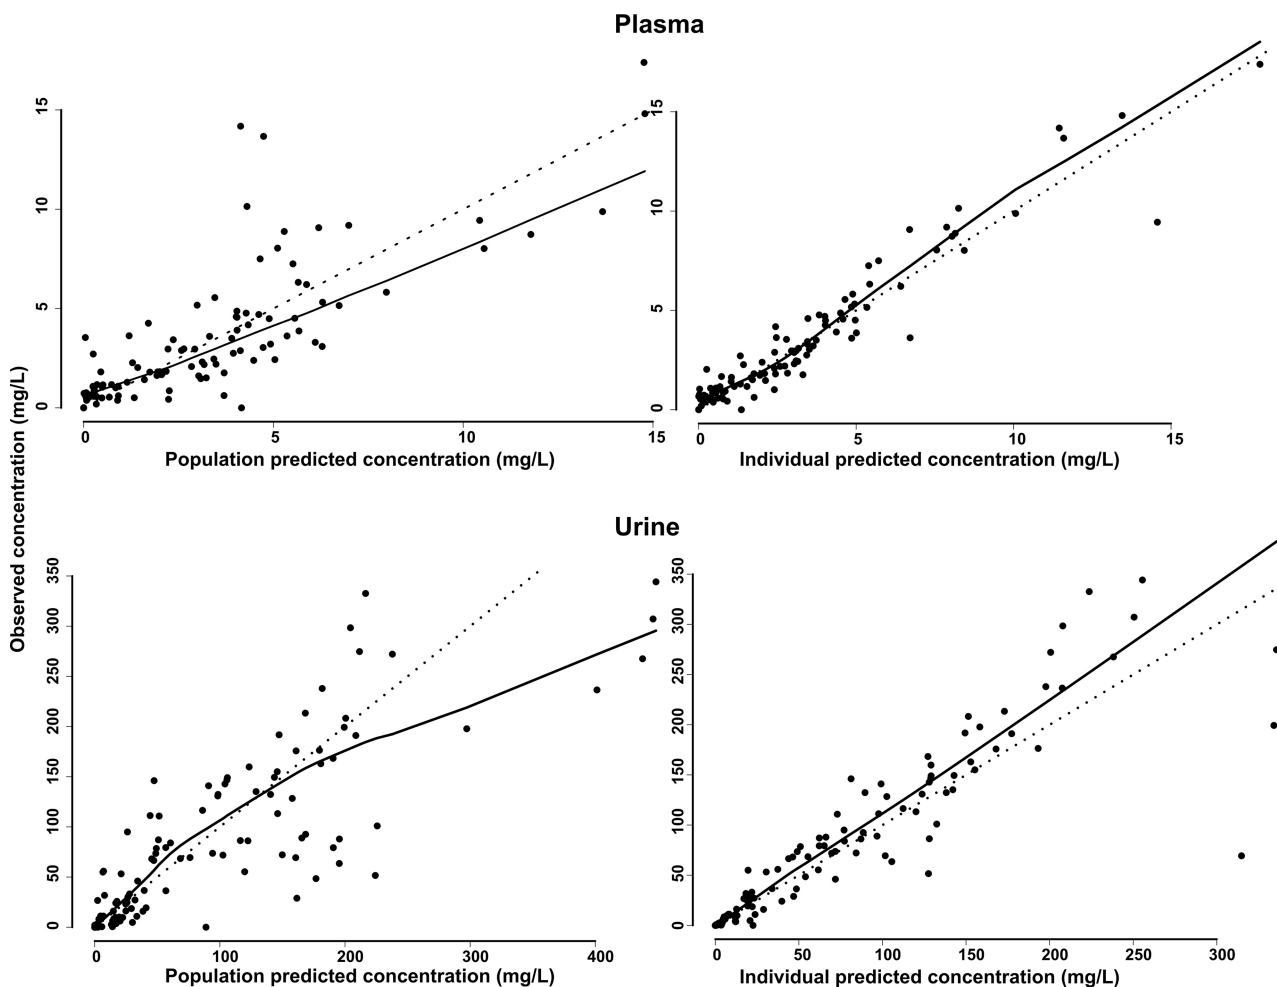 Plasma
Observed concentration (mg/L)
15
10
5
0
0 5 10 15
Population predicted concentration (mg/L)
15
10
5
0
0 5 10 15
Individual predicted concentration (mg/L)
Urine
350
300
250
200
150
100
50
0
0 100 200 300 400
Population predicted concentration (mg/L)
350
300
250
200
150
100
50
0
0 50 100 150 200 250 300
Individual predicted concentration (mg/L)